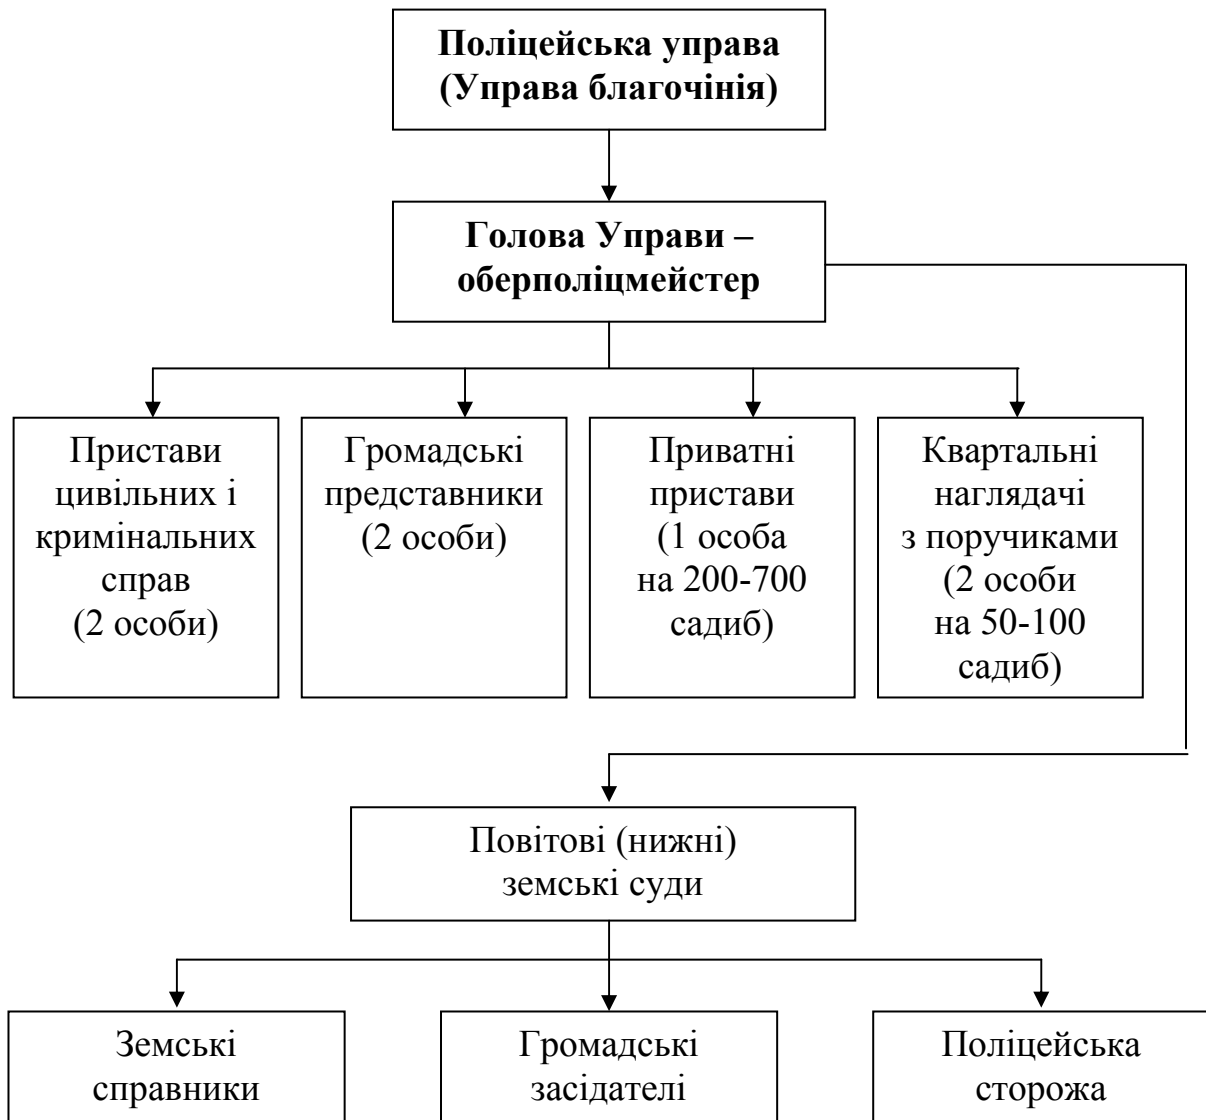 Поліцейська управа
(Управа благочінія)
Голова Управи –
оберполіцмейстер
Пристави
цивільних і
кримінальних
справ
(2 особи)
Громадські
представники
(2 особи)
Приватні
пристави
(1 особа
на 200-700
садиб)
Квартальні
наглядачі
з поручиками
(2 особи
на 50-100
садиб)
Повітові (нижні)
земські суди
Земські
справники
Громадські
засідателі
Поліцейська
сторожа